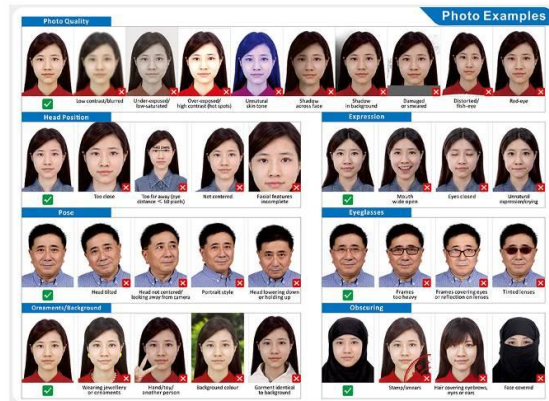 Photo Examples
Photo Quality
Low contrast/blurred
Under-exposed/
low-saturated
Over-exposed/
high contrast (hot spots)
Unnatural
skin tone
Shadow
across face
Shadow
in background
Damaged
or smeared
Distorted/
fish-eye
Red-eye
Head Position
Too close
Too far away (eye
distance < 60 pixels)
Not centered
Facial features
incomplete
Expression
Mouth
wide open
Eyes closed
Unnatural
expression/crying
Pose
Head tilted
Head not centered/
looking away from camera
Portrait style
Head lowering down
or holding up
Eyeglasses
Frames
too heavy
Frames covering eyes
or reflection on lenses
Tinted lenses
Ornaments/Background
Wearing jewellery
or ornaments
Hand/toy/
another person
Background colour
Garment identical
to background
Obscuring
Stamp/smears
Hair covering eyebrows,
eyes or ears
Face covered